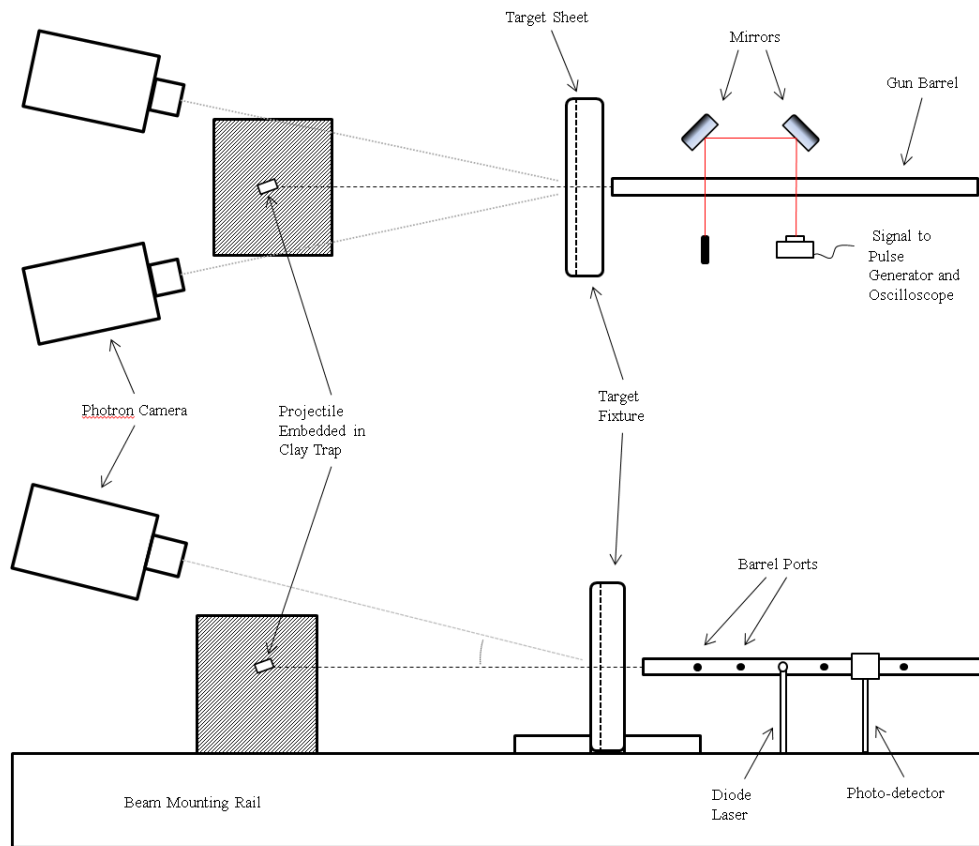 Target Sheet
Mirrors
Gun Barrel
Signal to
Pulse
Generator and
Oscilloscope
Photron Camera
Projectile
Embedded in
Clay Trap
Target
Fixture
Barrel Ports
Beam Mounting Rail
Diode
Laser
Photo-detector